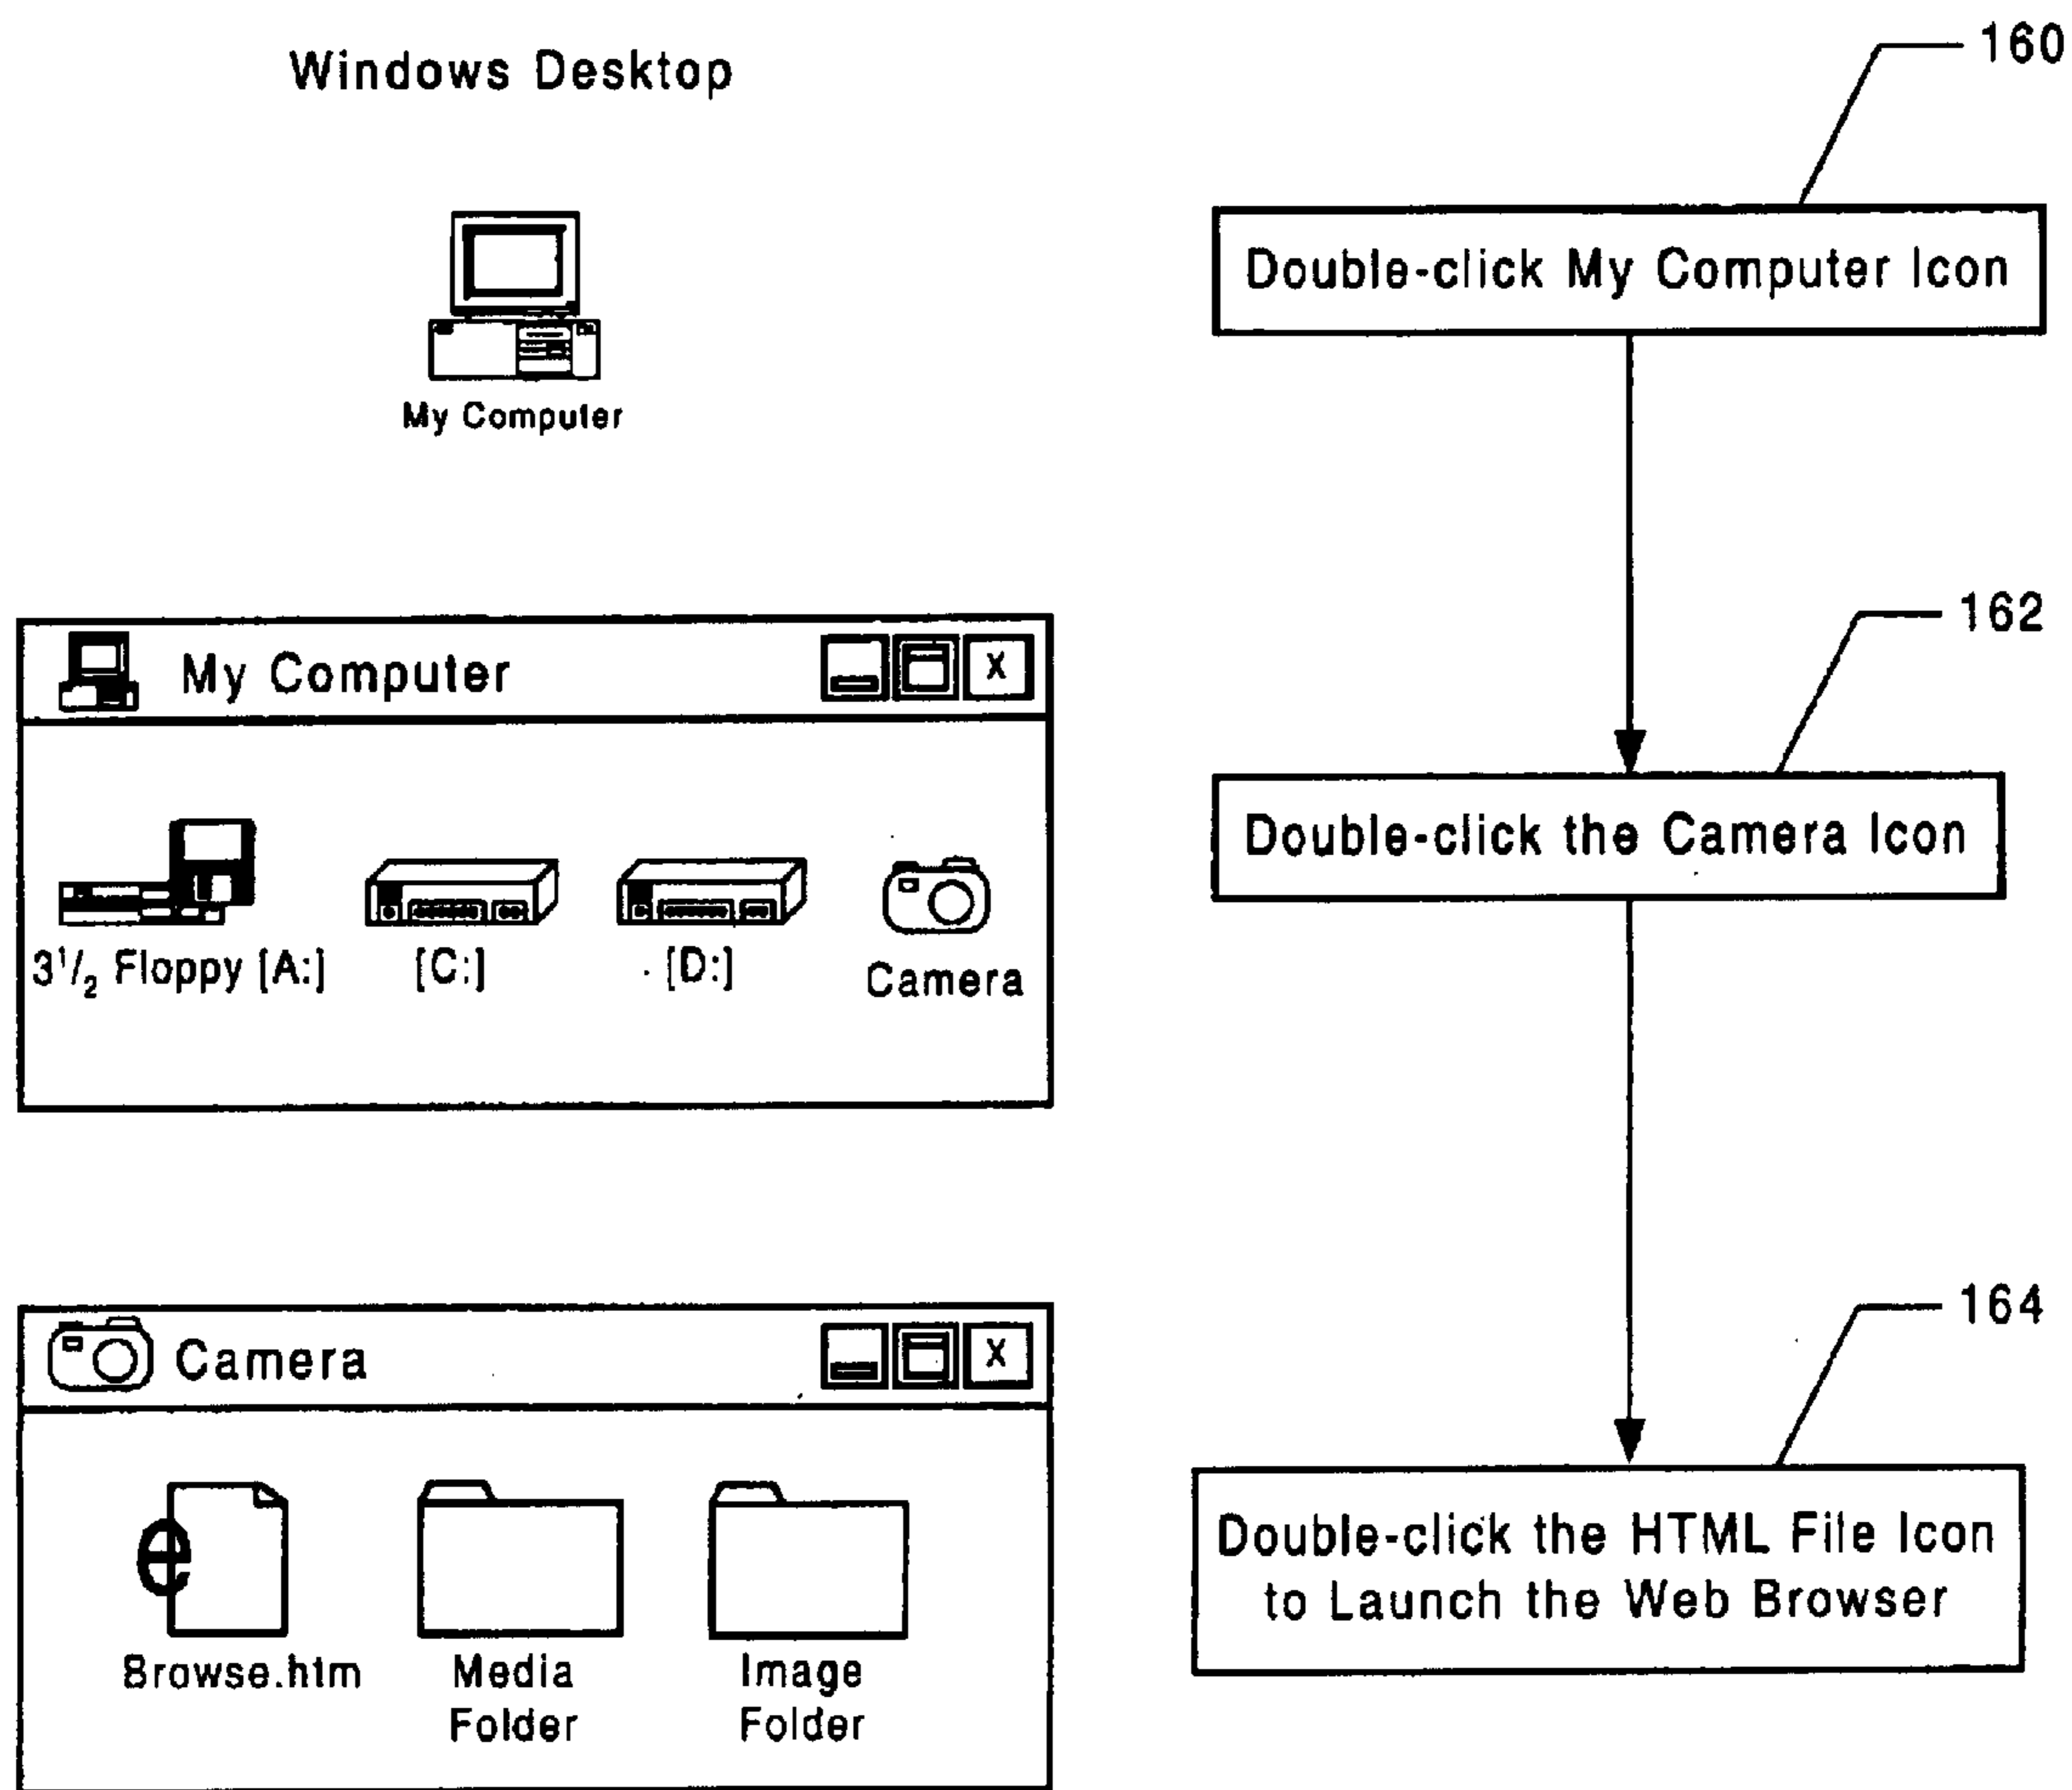 Windows Desktop
160
My Computer
Double-click My Computer Icon
162
My Computer
X
3 1/2 Floppy [A:]
[C:]
[D:]
Camera
Double-click the Camera Icon
164
Camera
X
e
Browse.htm
Media
Folder
Image
Folder
Double-click the HTML File Icon
to Launch the Web Browser